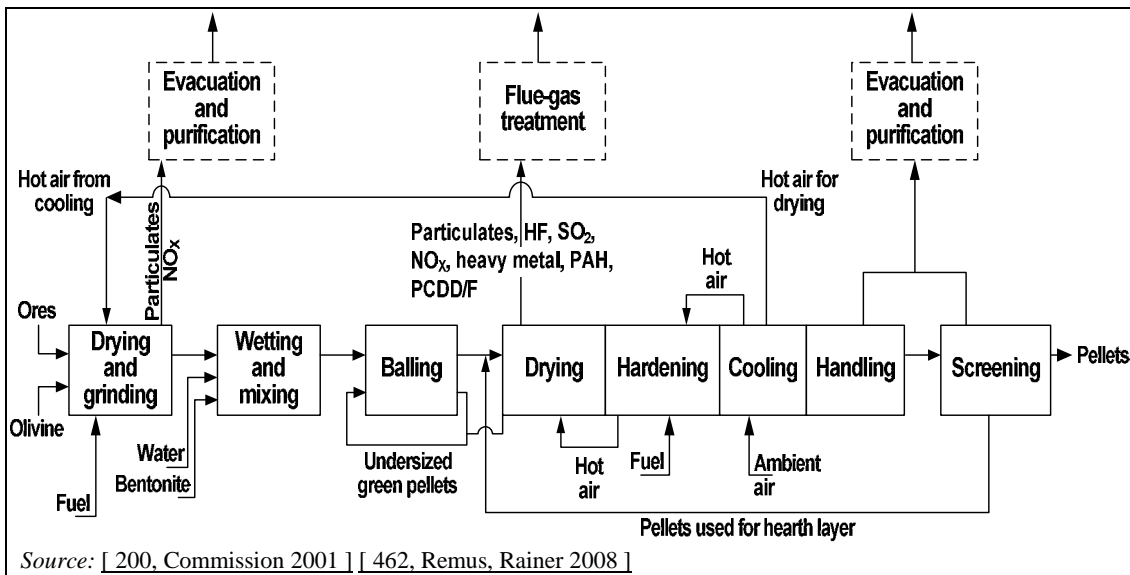 Evacuation
and
purification
Flue-gas
treatment
Evacuation
and
purification
Hot air from
cooling
Hot air for
drying
Particulates
NOx
Particulates, HF, SO2,
NOX, heavy metal, PAH,
PCDD/F
Hot
air
Ores
Olivine
Drying
and
grinding
Wetting
and
mixing
Balling
Drying
Hardening
Cooling
Handling
Screening
Pellets
Fuel
Water
Bentonite
Undersized
green pellets
Hot
air
Fuel
Ambient
air
Pellets used for hearth layer
Source: [ 200, Commission 2001 ] [ 462, Remus, Rainer 2008 ]